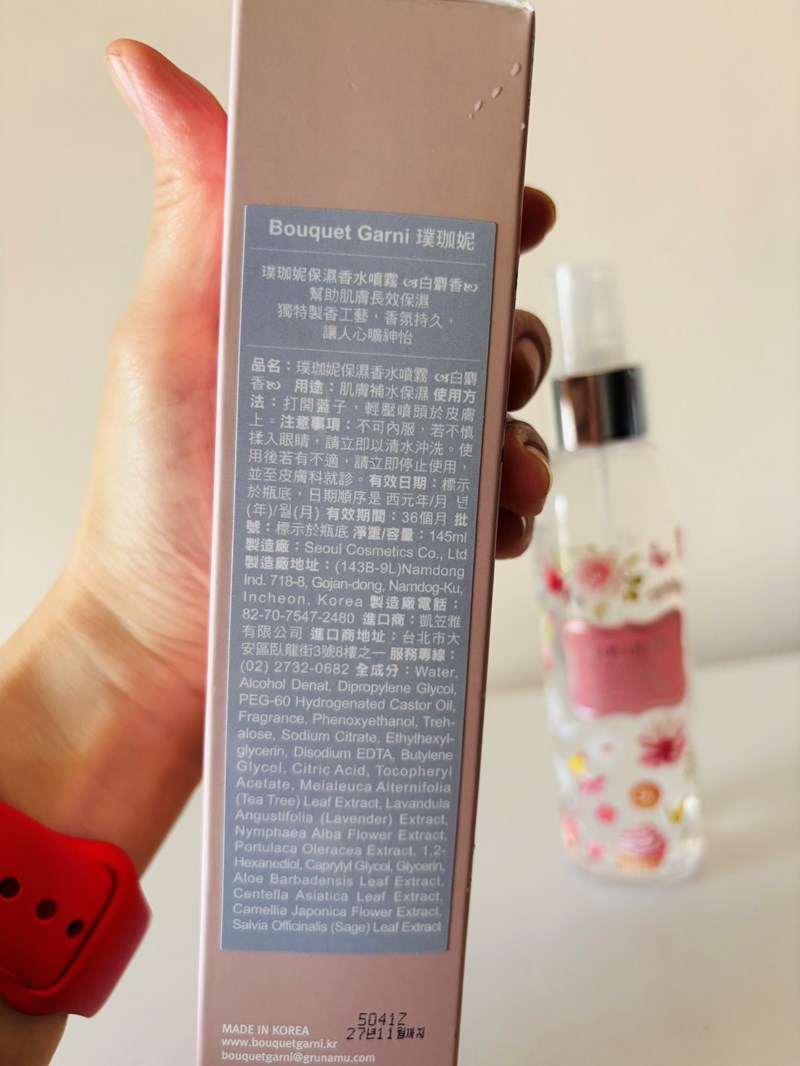 Bouquet Garni 璞珈妮
璞珈妮保濕香水噴霧 ଓ白麝香ଓ
幫助肌膚長效保濕
獨特製香工藝，香氛持久，
讓人心曠神怡
品名：璞珈妮保濕香水噴霧 ଓ白麝
香ଓ 用途：肌膚補水保濕 使用方
法：打開蓋子，輕壓噴頭於皮膚
上。注意事項：不可內服，若不慎
揉入眼睛，請立即以清水沖洗。使
用後若有不適，請立即停止使用，
並至皮膚科就診。有效日期：標示
於瓶底，日期順序是 西元年/月 년
(年)/월(月) 有效期間：36個月 批
號：標示於瓶底 淨重/容量：145ml
製造廠：Seoul Cosmetics Co., Ltd
製造廠地址：(143B-9L)Namdong
Ind. 718-8, Gojan-dong, Namdog-Ku,
Incheon, Korea 製造廠電話：
82-70-7547-2480 進口商：凱笠雅
有限公司 進口商地址：台北市大
安區臥龍街3號8樓之一 服務專線：
(02) 2732-0682 全成分：Water,
Alcohol Denat, Dipropylene Glycol,
PEG-60 Hydrogenated Castor Oil,
Fragrance, Phenoxyethanol, Treh-
alose, Sodium Citrate, Ethylhexyl-
glycerin, Disodium EDTA, Butylene
Glycol, Citric Acid, Tocopheryl
Acetate, Melaleuca Alternifolia
(Tea Tree) Leaf Extract, Lavandula
Angustifolia (Lavender) Extract,
Nymphaea Alba Flower Extract,
Portulaca Oleracea Extract, 1,2-
Hexanediol, Caprylyl Glycol, Glycerin,
Aloe Barbadensis Leaf Extract,
Centella Asiatica Leaf Extract,
Camellia Japonica Flower Extract,
Salvia Officinalis (Sage) Leaf Extract
MADE IN KOREA
www.bouquetgarni.kr
bouquetgarni@grunamu.com
5041Z
27년11월까지